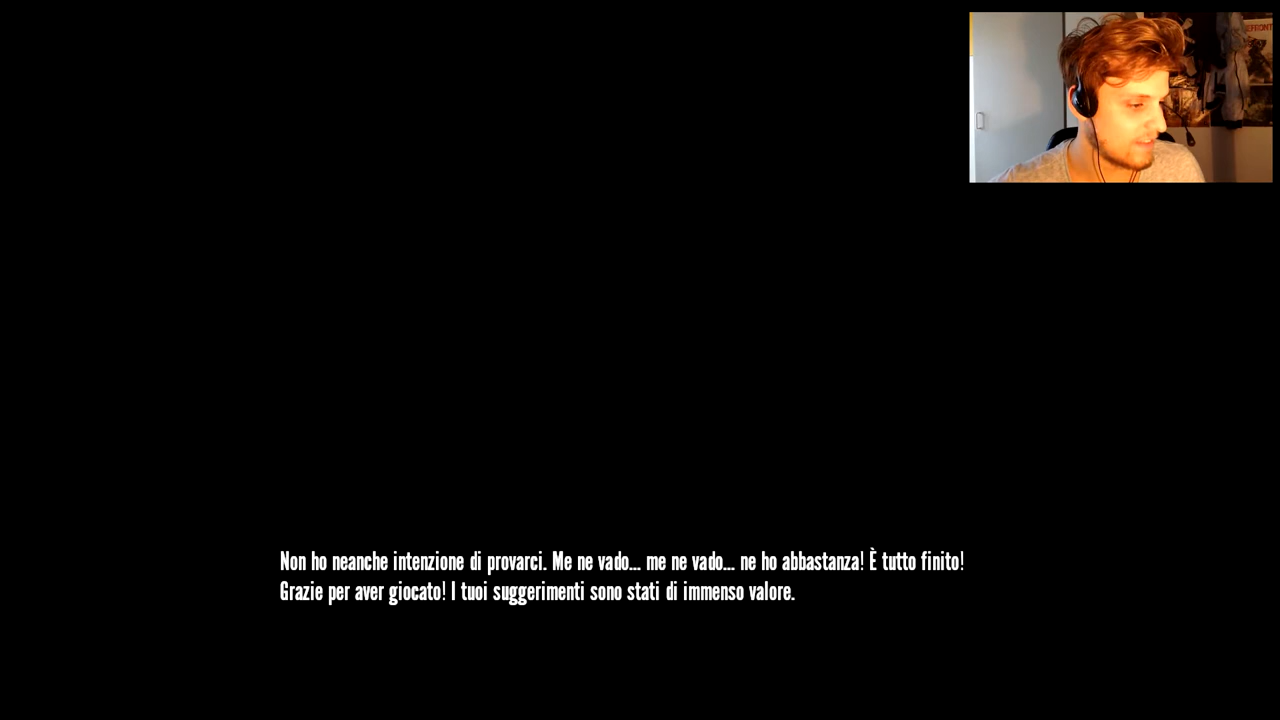 EFFONT
Non ho neanche intenzione di provarci. Me ne vado... me ne vado... ne ho abbastanza! È tutto finito!
Grazie per aver giocato! I tuoi suggerimenti sono stati di immenso valore.